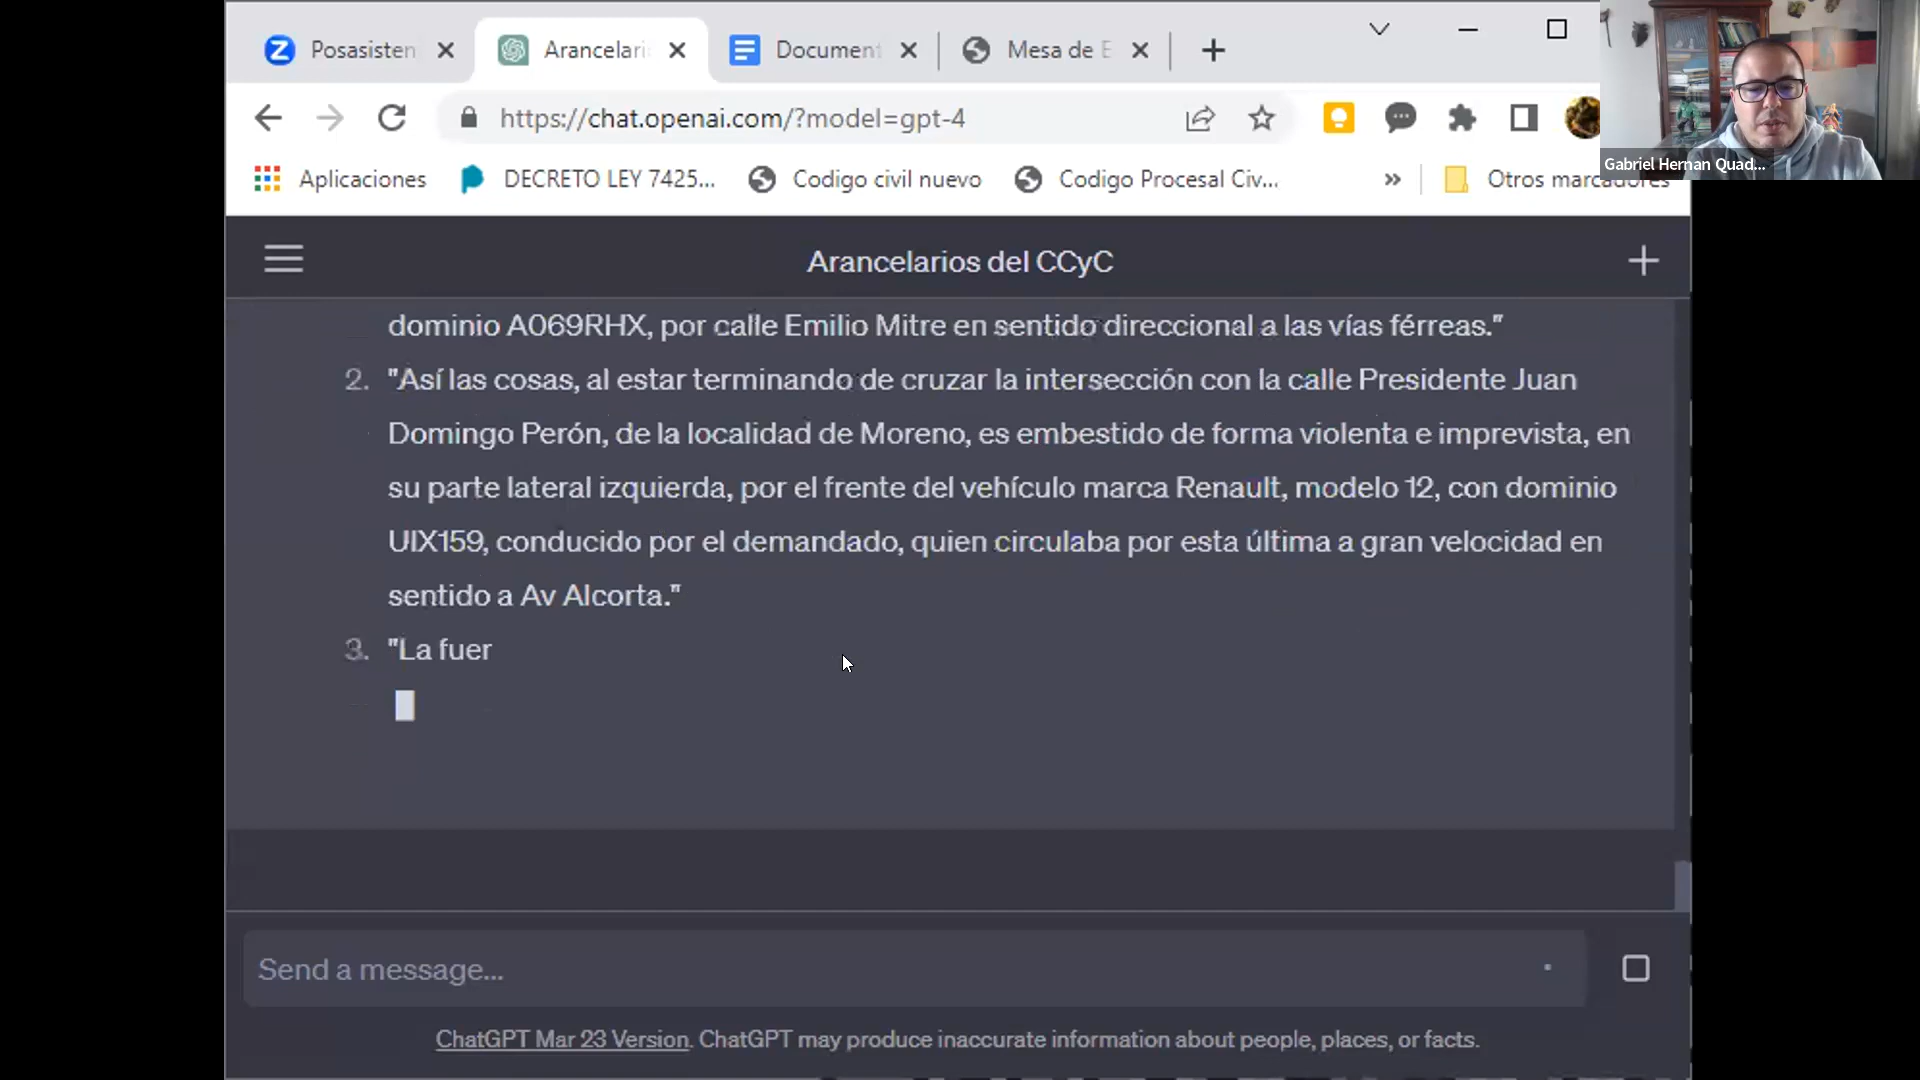 Posasisten
Arancelari
Document
Mesa de E
https://chat.openai.com/?model=gpt-4
Gabriel Hernan Quad...
Aplicaciones
DECRETO LEY 7425...
Codigo civil nuevo
Codigo Procesal Civ...
»
Otros marcadores
Arancelarios del CCyC
dominio A069RHX, por calle Emilio Mitre en sentido direccional a las vías férreas."
2. "Así las cosas, al estar terminando de cruzar la intersección con la calle Presidente Juan
Domingo Perón, de la localidad de Moreno, es embestido de forma violenta e imprevista, en
su parte lateral izquierda, por el frente del vehículo marca Renault, modelo 12, con dominio
UIX159, conducido por el demandado, quien circulaba por esta última a gran velocidad en
sentido a Av Alcorta."
3. "La fuer
Send a message...
ChatGPT Mar 23 Version. ChatGPT may produce inaccurate information about people, places, or facts.